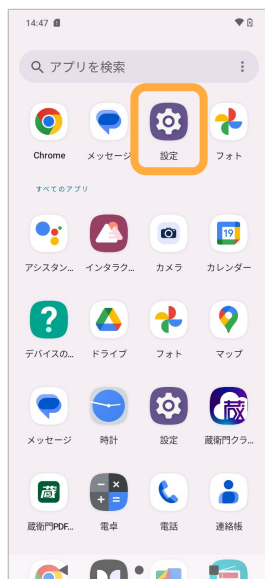 14:47
アプリを検索
Chrome メッセージ 設定 フォト
すべてのアプリ
アシスタン... インタラク... カメラ カレンダー
19
デバイスの... ドライブ フォト マップ
メッセージ 時計 設定 蔵衛門クラ...
蔵
蔵
蔵衛門PDF... 電卓 電話 連絡帳